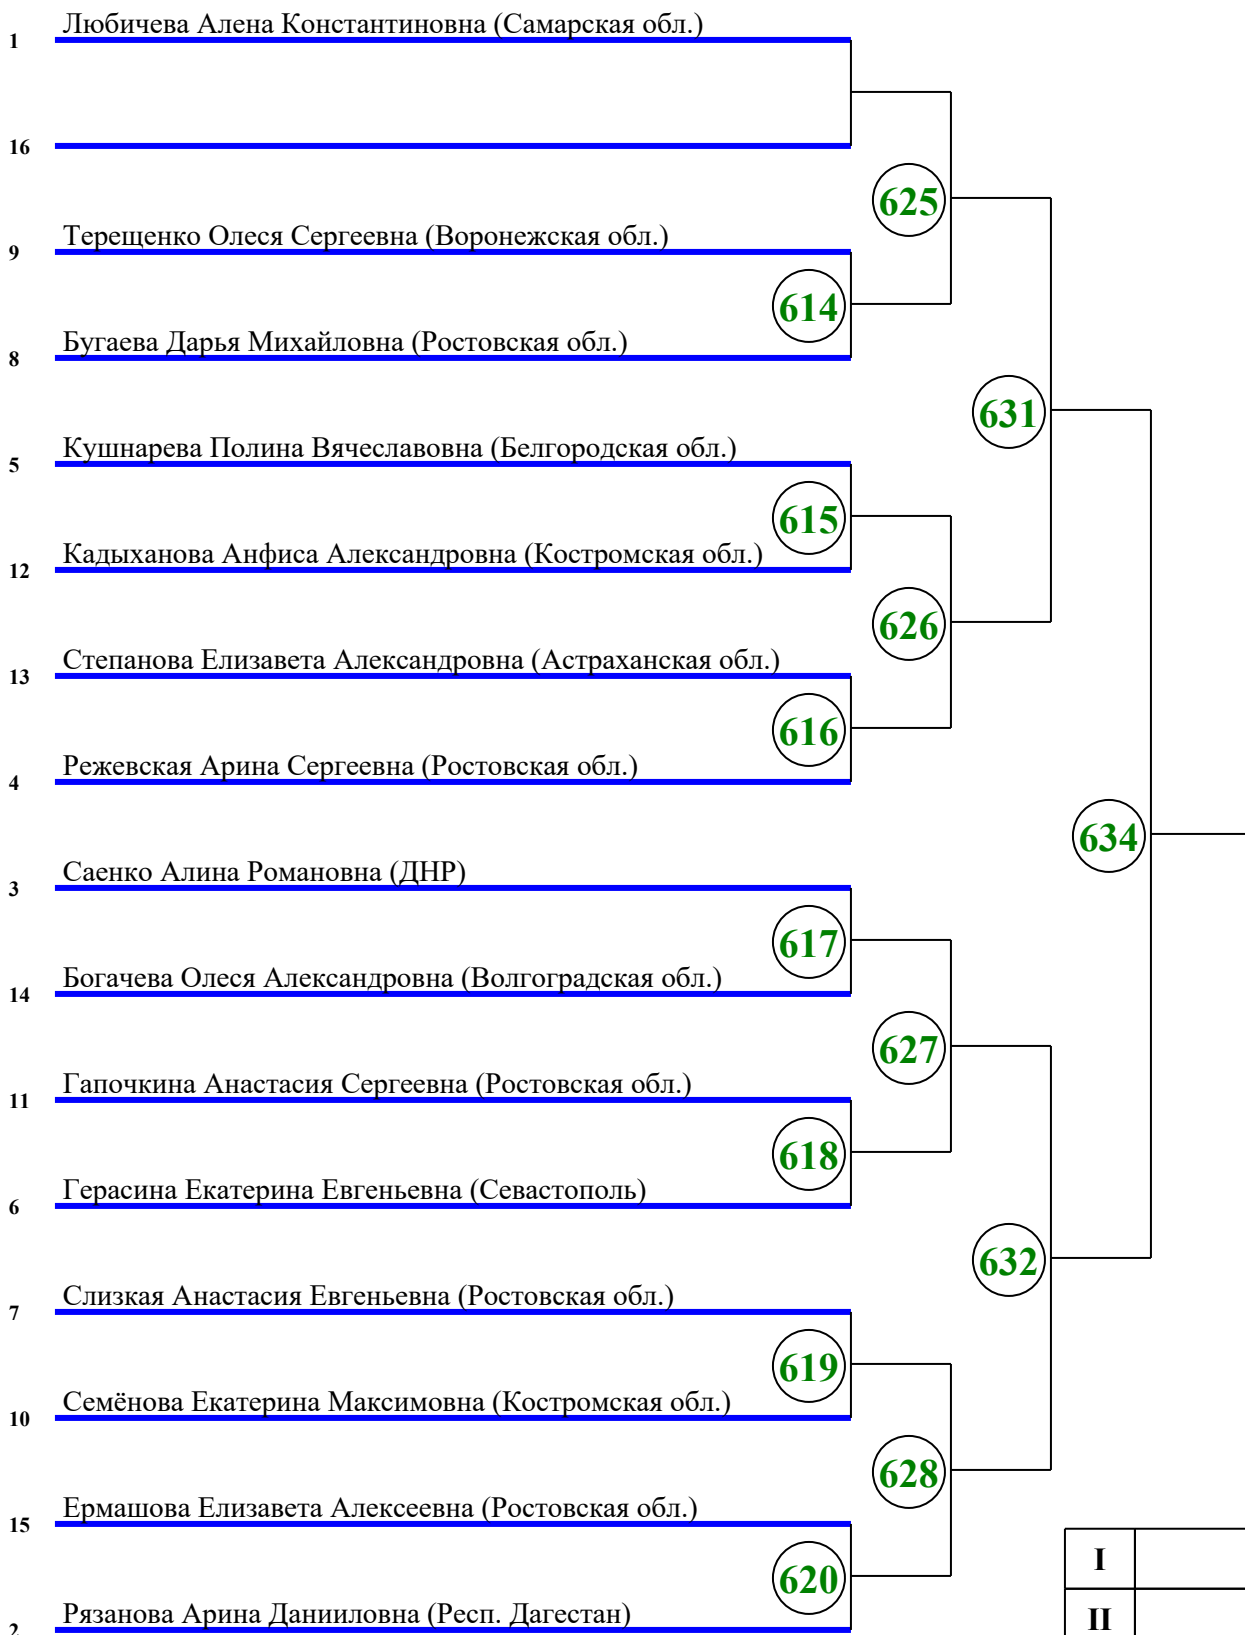 Любичева Алена Константиновна (Самарская обл.)
1
16
625
Терещенко Олеся Сергеевна (Воронежская обл.)
9
614
Бугаева Дарья Михайловна (Ростовская обл.)
8
631
Кушнарева Полина Вячеславовна (Белгородская обл.)
5
615
Кадыханова Анфиса Александровна (Костромская обл.)
12
626
Степанова Елизавета Александровна (Астраханская обл.)
13
616
Режевская Арина Сергеевна (Ростовская обл.)
4
634
Саенко Алина Романовна (ДНР)
3
617
Богачева Олеся Александровна (Волгоградская обл.)
14
627
Гапочкина Анастасия Сергеевна (Ростовская обл.)
11
618
Герасина Екатерина Евгеньевна (Севастополь)
6
632
Слизкая Анастасия Евгеньевна (Ростовская обл.)
7
619
Семёнова Екатерина Максимовна (Костромская обл.)
10
628
Ермашова Елизавета Алексеевна (Ростовская обл.)
15
I
620
Рязанова Арина Данииловна (Респ. Дагестан)
2
II